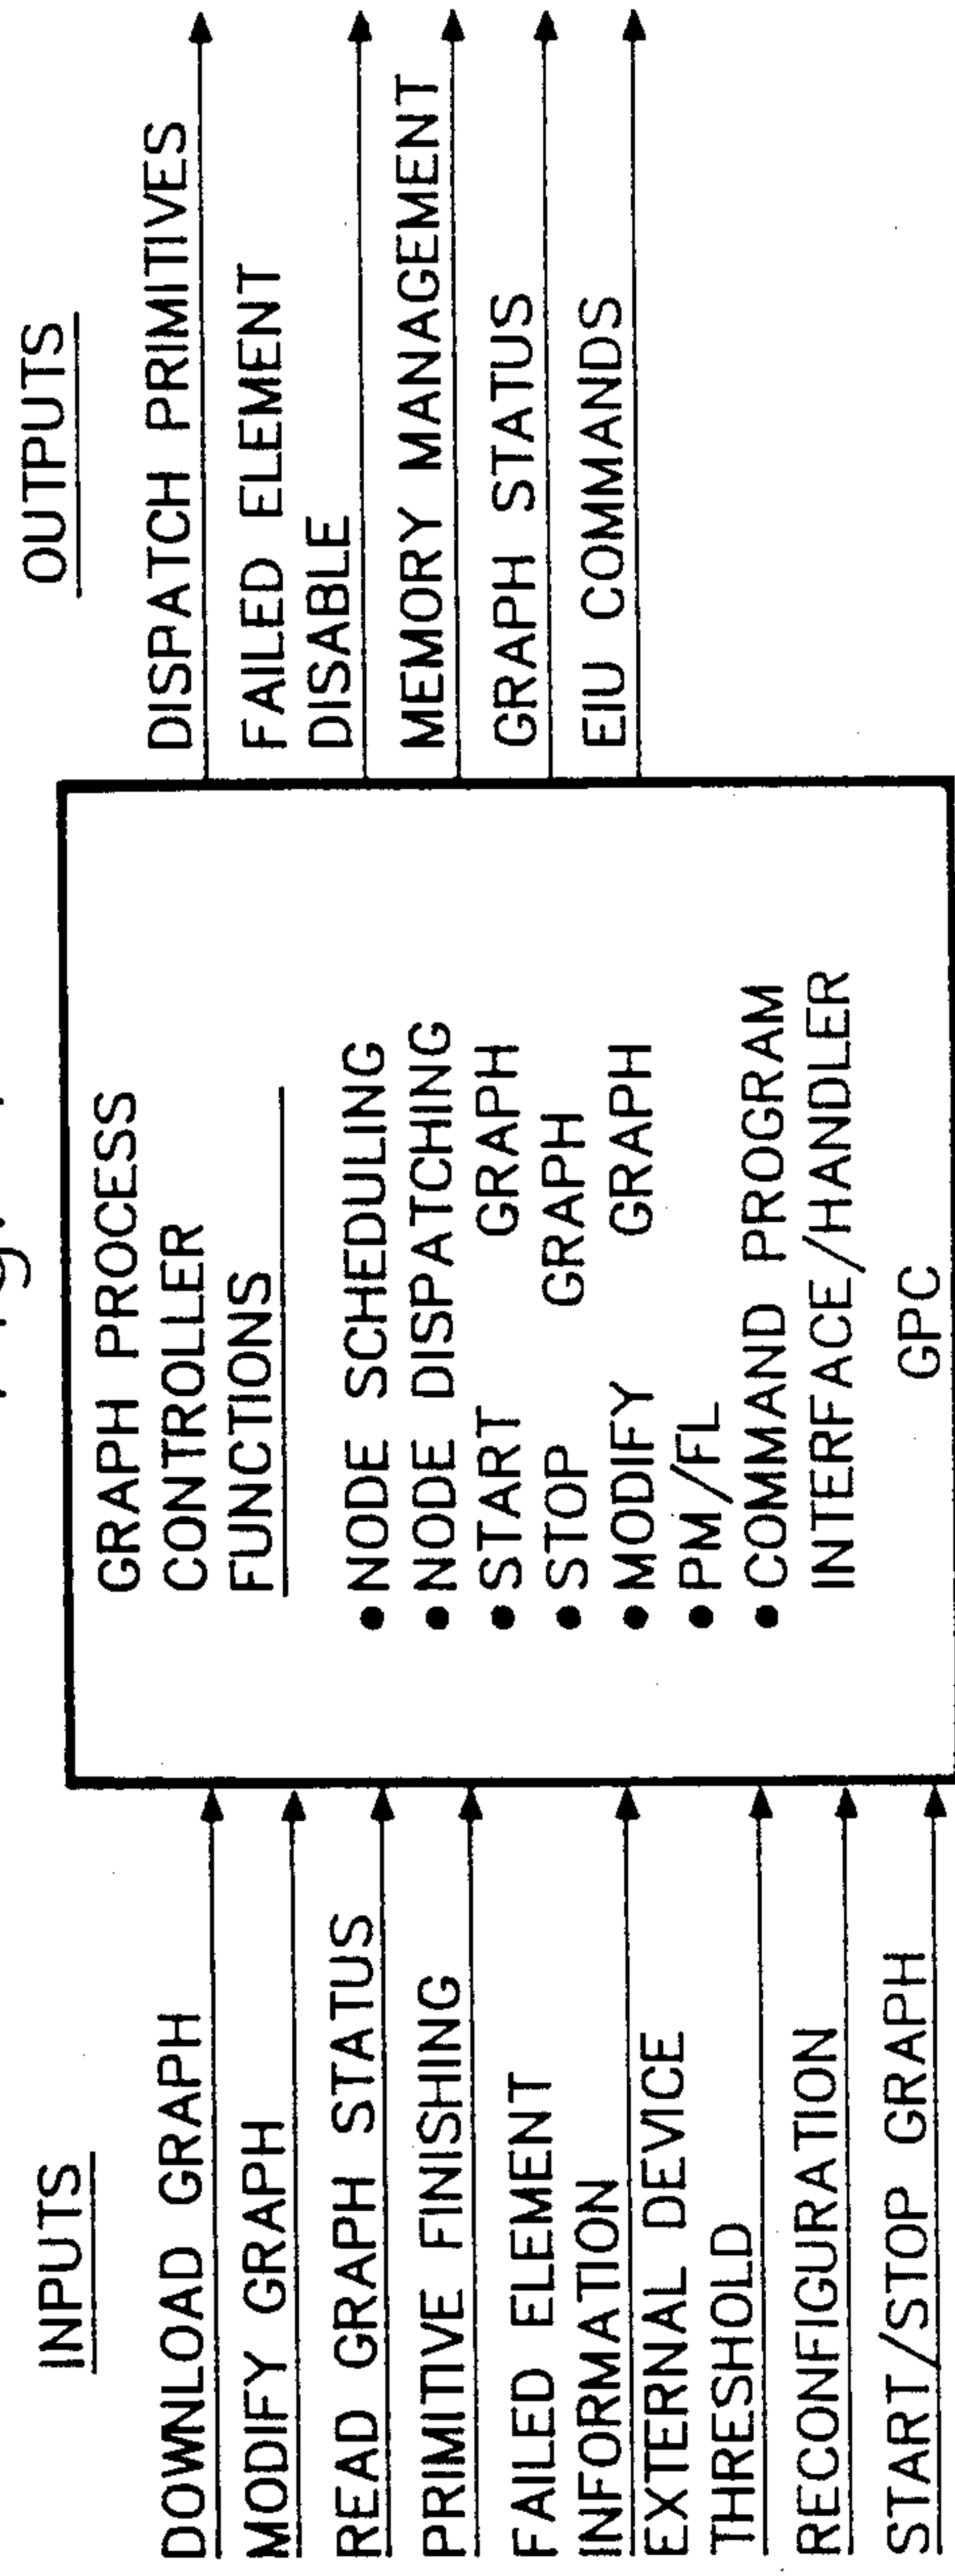 INPUTS
DOWNLOAD GRAPH
MODIFY GRAPH
READ GRAPH STATUS
PRIMITIVE FINISHING
FAILED ELEMENT
INFORMATION
EXTERNAL DEVICE
THRESHOLD
RECONFIGURATION
START/STOP GRAPH
GRAPH PROCESS
CONTROLLER
FUNCTIONS
• NODE SCHEDULING
• NODE DISPATCHING
• START GRAPH
• STOP GRAPH
• MODIFY GRAPH
• PM/FL
• COMMAND PROGRAM
INTERFACE/HANDLER
GPC
OUTPUTS
DISPATCH PRIMITIVES
FAILED ELEMENT
DISABLE
MEMORY MANAGEMENT
GRAPH STATUS
EIU COMMANDS